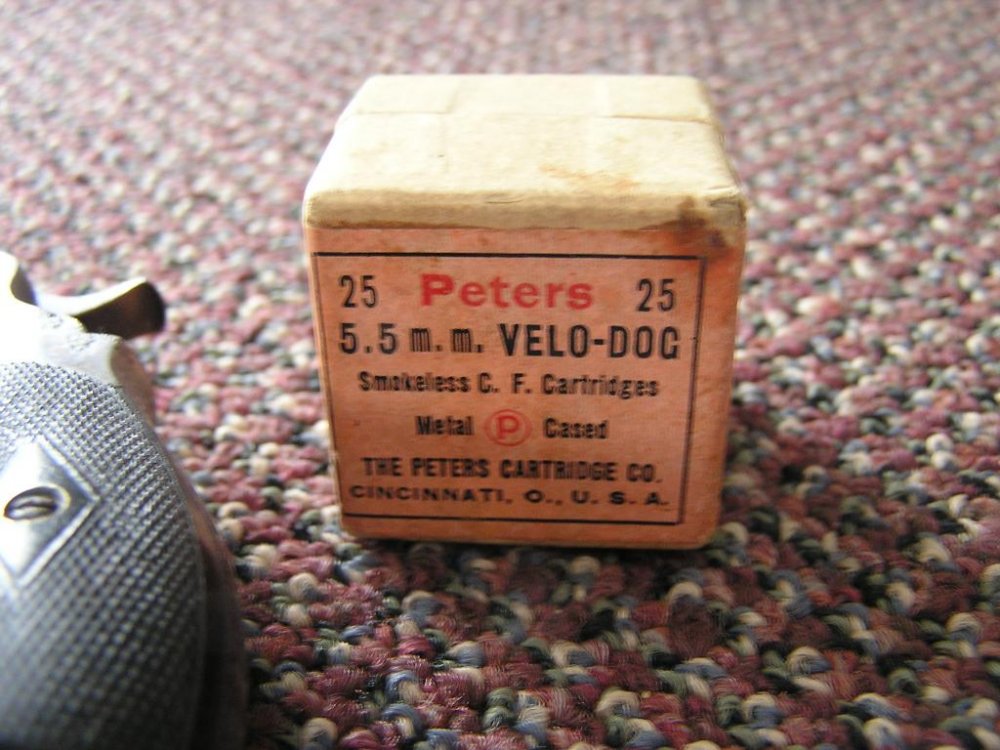 25 Peters 25
5.5 m.m. VELO-DOG
Smokeless C. F. Cartridges
Metal P Cased
THE PETERS CARTRIDGE CO.
CINCINNATI, O., U. S. A.